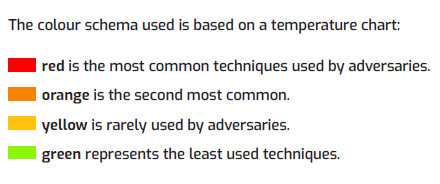 The colour schema used is based on a temperature chart:
red is the most common techniques used by adversaries.
orange is the second most common.
yellow is rarely used by adversaries.
green represents the least used techniques.